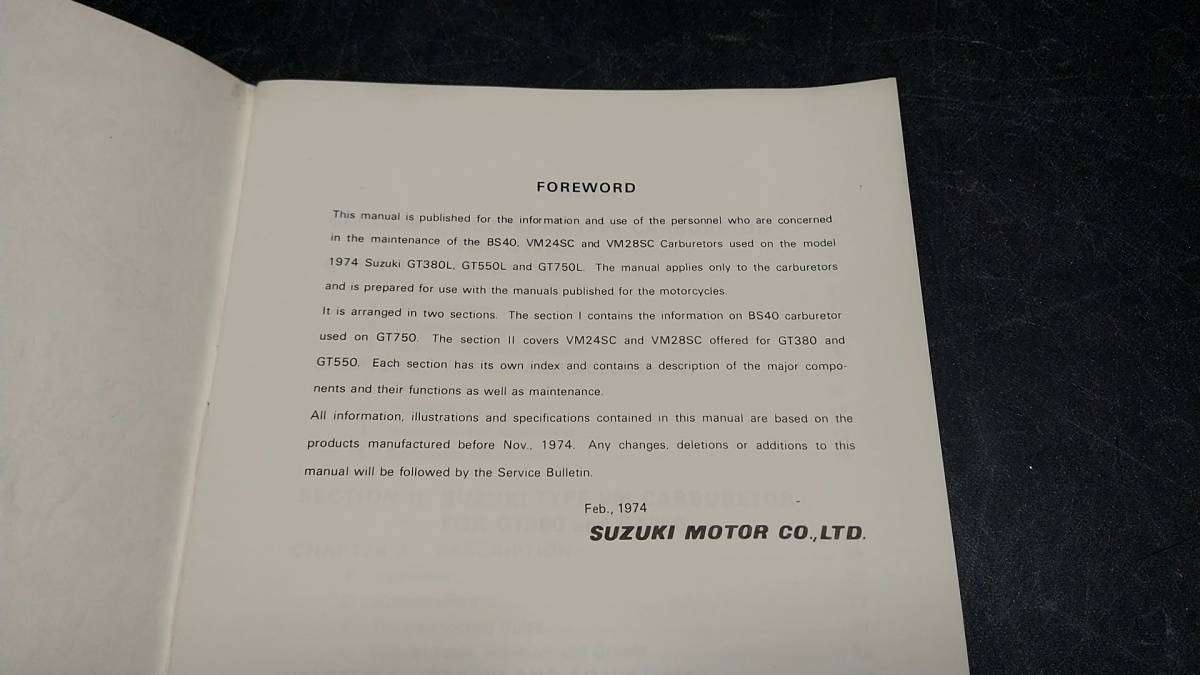 FOREWORD
This manual is published for the information and use of the personnel who are concerned
in the maintenance of the BS40, VM24SC and VM28SC Carburetors used on the model
1974 Suzuki GT380L, GT550L and GT750L. The manual applies only to the carburetors
and is prepared for use with the manuals published for the motorcycles.
It is arranged in two sections. The section I contains the information on BS40 carburetor
used on GT750. The section II covers VM24SC and VM28SC offered for GT380 and
GT550. Each section has its own index and contains a description of the major compo-
nents and their functions as well as maintenance.
All information, illustrations and specifications contained in this manual are based on the
products manufactured before Nov., 1974. Any changes, deletions or additions to this
manual will be followed by the Service Bulletin.
Feb., 1974
SUZUKI MOTOR CO.,LTD.